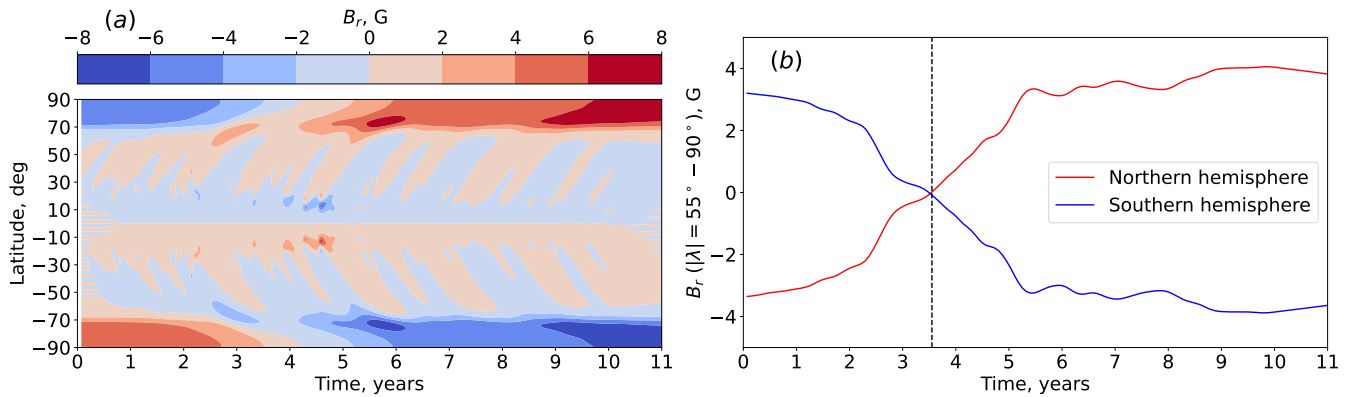 (a)
B_r, G
−8 −6 −4 −2 0 2 4 6 8
Latitude, deg
90
70
50
30
10
−10
−30
−50
−70
−90
0 1 2 3 4 5 6 7 8 9 10 11
Time, years
(b)
B_r (|λ| = 55° − 90°), G
4
2
0
−2
−4
Northern hemisphere
Southern hemisphere
0 1 2 3 4 5 6 7 8 9 10 11
Time, years